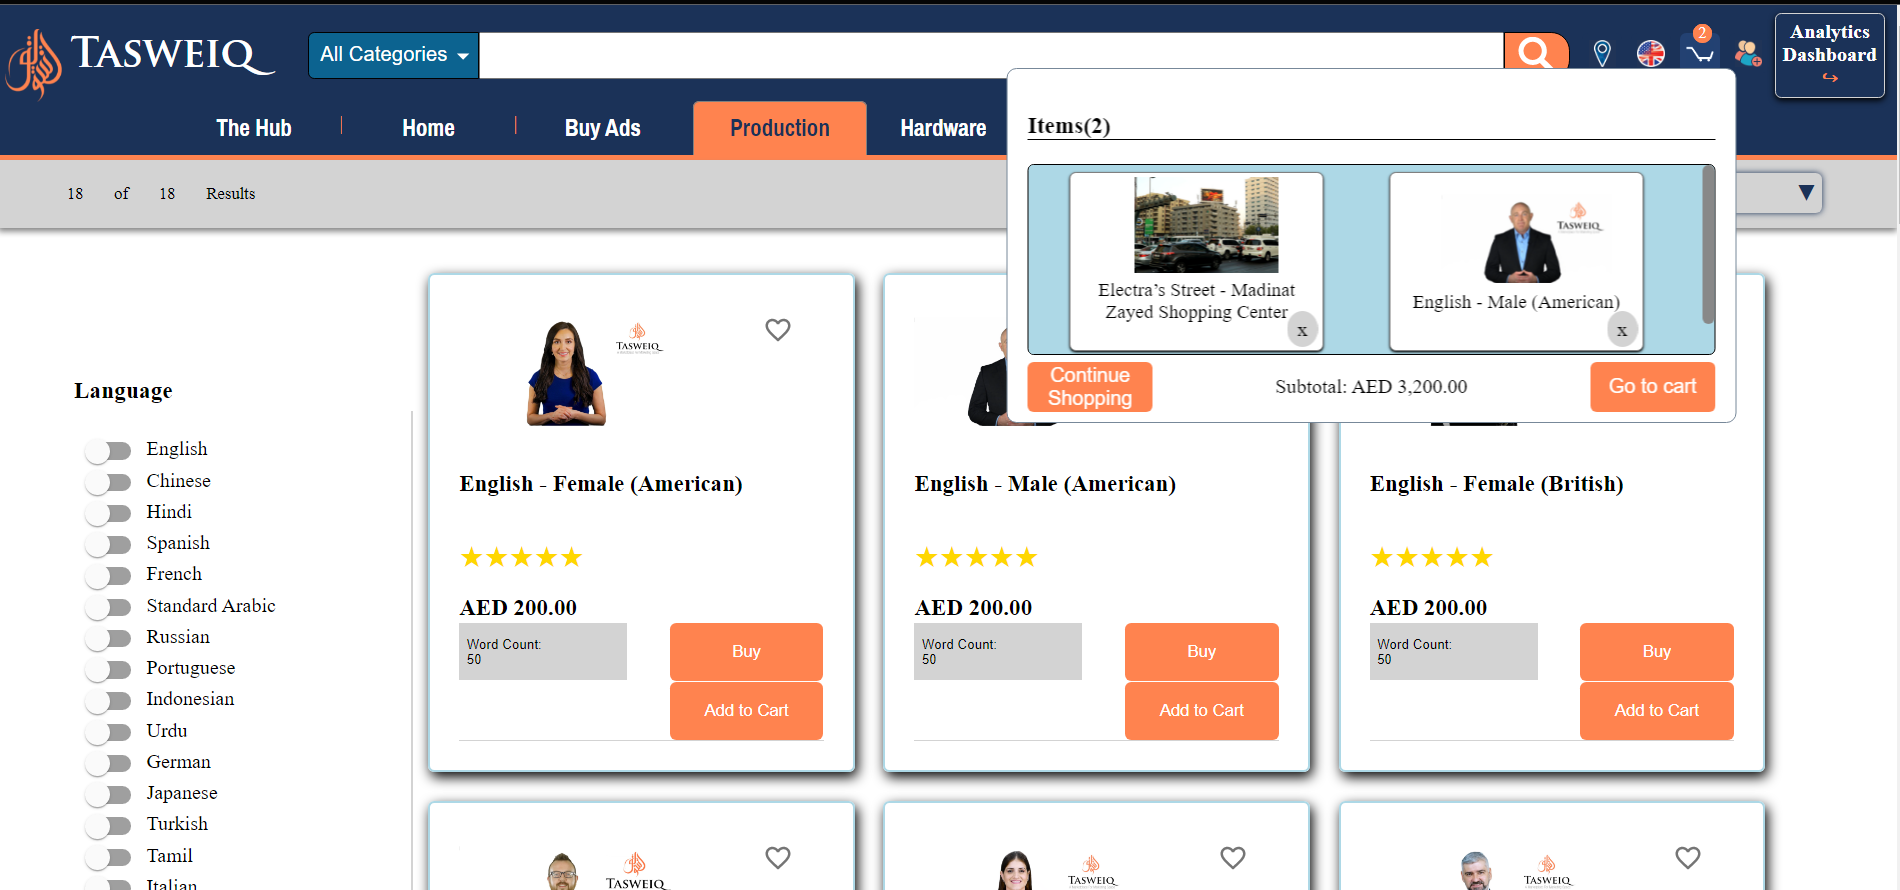 TASWEIQ
All Categories
2
Analytics
Dashboard
The Hub
Home
Buy Ads
Production
Hardware
Items(2)
TASWEIQ
Electra’s Street - Madinat
Zayed Shopping Center
x
English - Male (American)
x
Continue
Shopping
Subtotal: AED 3,200.00
Go to cart
18 of 18 Results
Language
English
Chinese
Hindi
Spanish
French
Standard Arabic
Russian
Portuguese
Indonesian
Urdu
German
Japanese
Turkish
Tamil
Italian
TASWEIQ
English - Female (American)
AED 200.00
Word Count:
50
Buy
Add to Cart
English - Male (American)
AED 200.00
Word Count:
50
Buy
Add to Cart
English - Female (British)
AED 200.00
Word Count:
50
Buy
Add to Cart
TASWEIQ
TASWEIQ
TASWEIQ